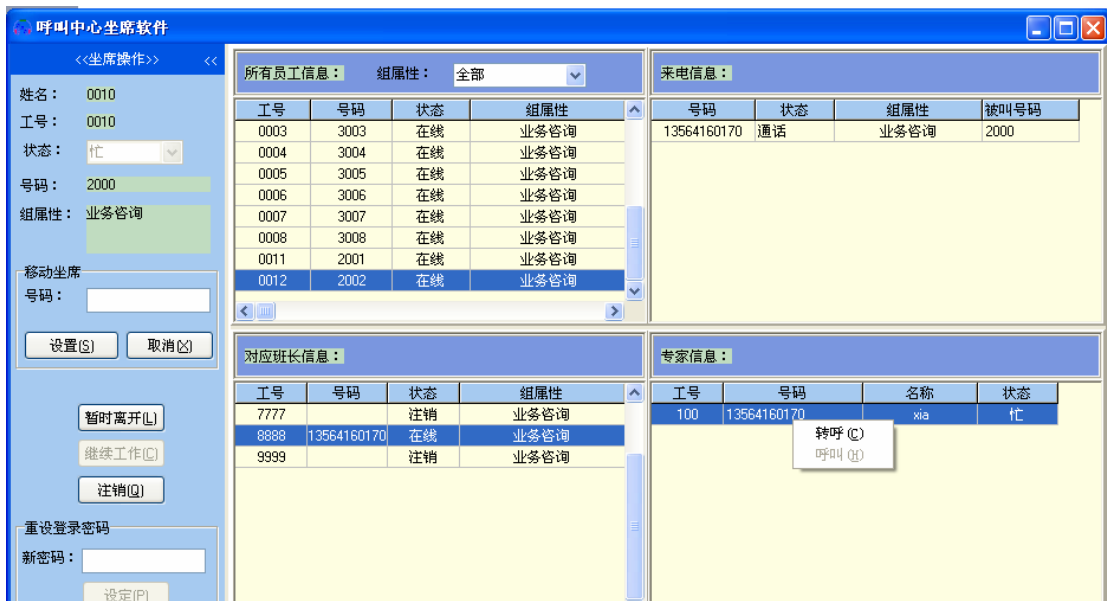 呼叫中心坐席软件
<<坐席操作>> <<
姓名： 0010
工号： 0010
状态： 忙
号码： 2000
组属性： 业务咨询
移动坐席
号码：
设置(S) 取消(X)
暂时离开(L)
继续工作(C)
注销(Q)
重设登录密码
新密码：
设定(P)
所有员工信息： 组属性： 全部
工号 号码 状态 组属性
0003 3003 在线 业务咨询
0004 3004 在线 业务咨询
0005 3005 在线 业务咨询
0006 3006 在线 业务咨询
0007 3007 在线 业务咨询
0008 3008 在线 业务咨询
0011 2001 在线 业务咨询
0012 2002 在线 业务咨询
来电信息：
号码 状态 组属性 被叫号码
13564160170 通话 业务咨询 2000
对应班长信息：
工号 号码 状态 组属性
7777 注销 业务咨询
8888 13564160170 在线 业务咨询
9999 注销 业务咨询
专家信息：
工号 号码 名称 状态
100 13564160170 xia 忙
转呼(C)
呼叫(H)